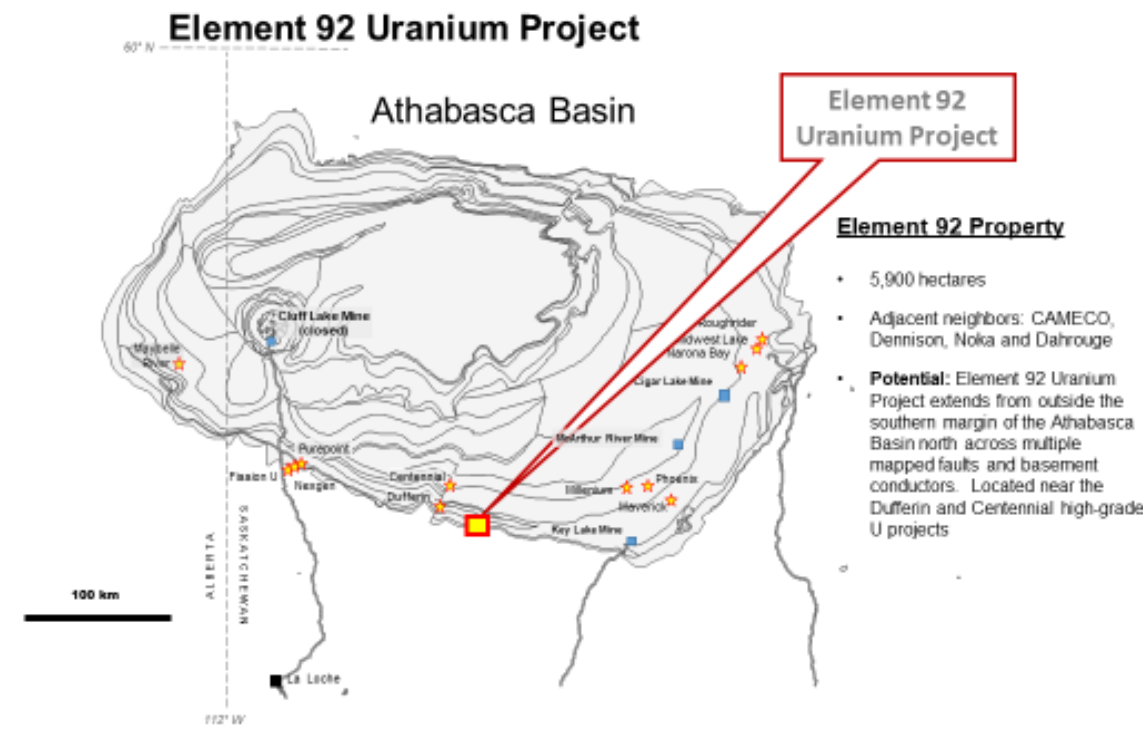 Element 92 Uranium Project
60° N
Athabasca Basin
Element 92
Uranium Project
Element 92 Property
• 5,900 hectares
• Adjacent neighbors: CAMECO,
Dennison, Noka and Dahrouge
• Potential: Element 92 Uranium
Project extends from outside the
southern margin of the Athabasca
Basin north across multiple
mapped faults and basement
conductors. Located near the
Dufferin and Centennial high-grade
U projects
Cluff Lake Mine
(closed)
Maybelle
River
Roughrider
Midwest Lake
Narona Bay
Cigar Lake Mine
McArthur River Mine
Purepoint
Fission U
Nexgen
Centennial
Dufferin
Millenium
Phoenix
Maverick
Key Lake Mine
ALBERTA
SASKATCHEWAN
100 km
La Loche
112° W